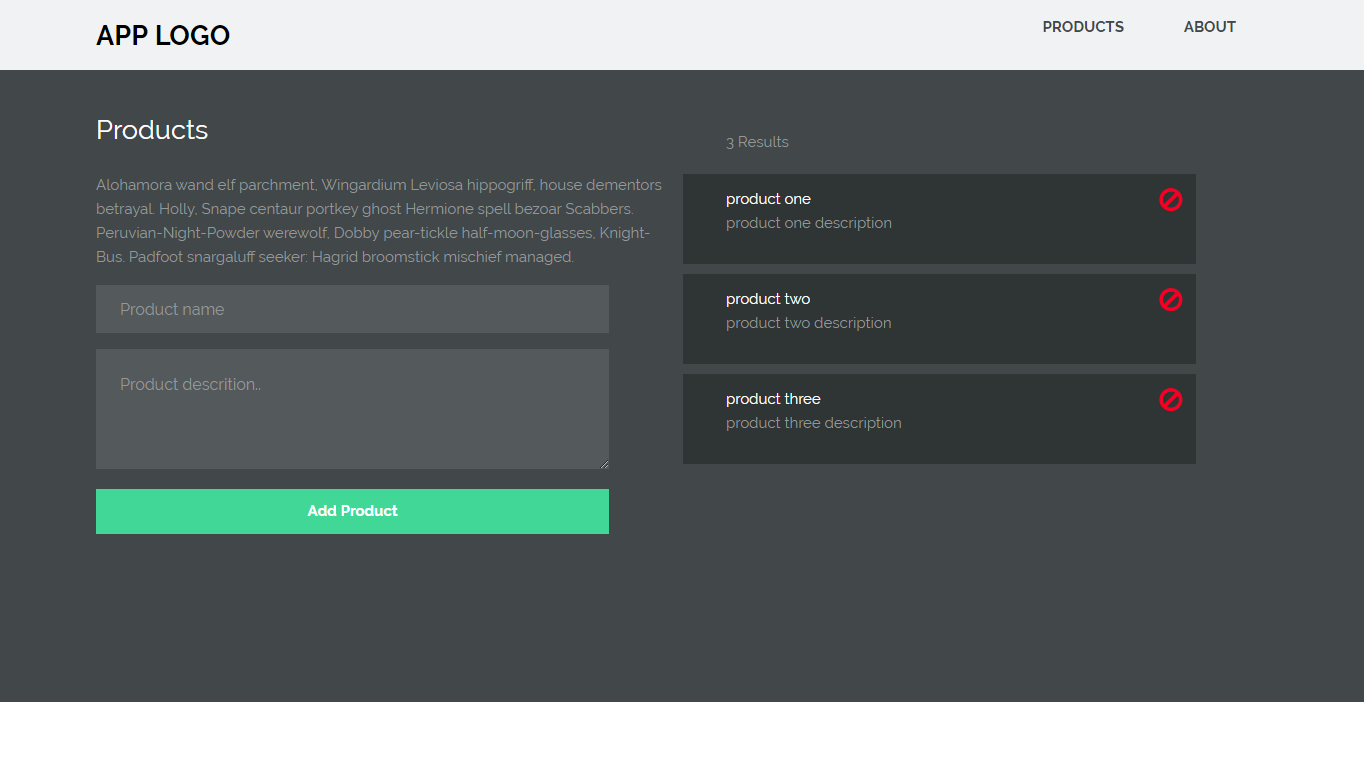 APP LOGO
PRODUCTS
ABOUT
Products
Alohamora wand elf parchment, Wingardium Leviosa hippogriff, house dementors
betrayal. Holly, Snape centaur portkey ghost Hermione spell bezoar Scabbers.
Peruvian-Night-Powder werewolf, Dobby pear-tickle half-moon-glasses, Knight-
Bus. Padfoot snargaluff seeker: Hagrid broomstick mischief managed.
Product name
Product descrition..
Add Product
3 Results
product one
product one description
product two
product two description
product three
product three description